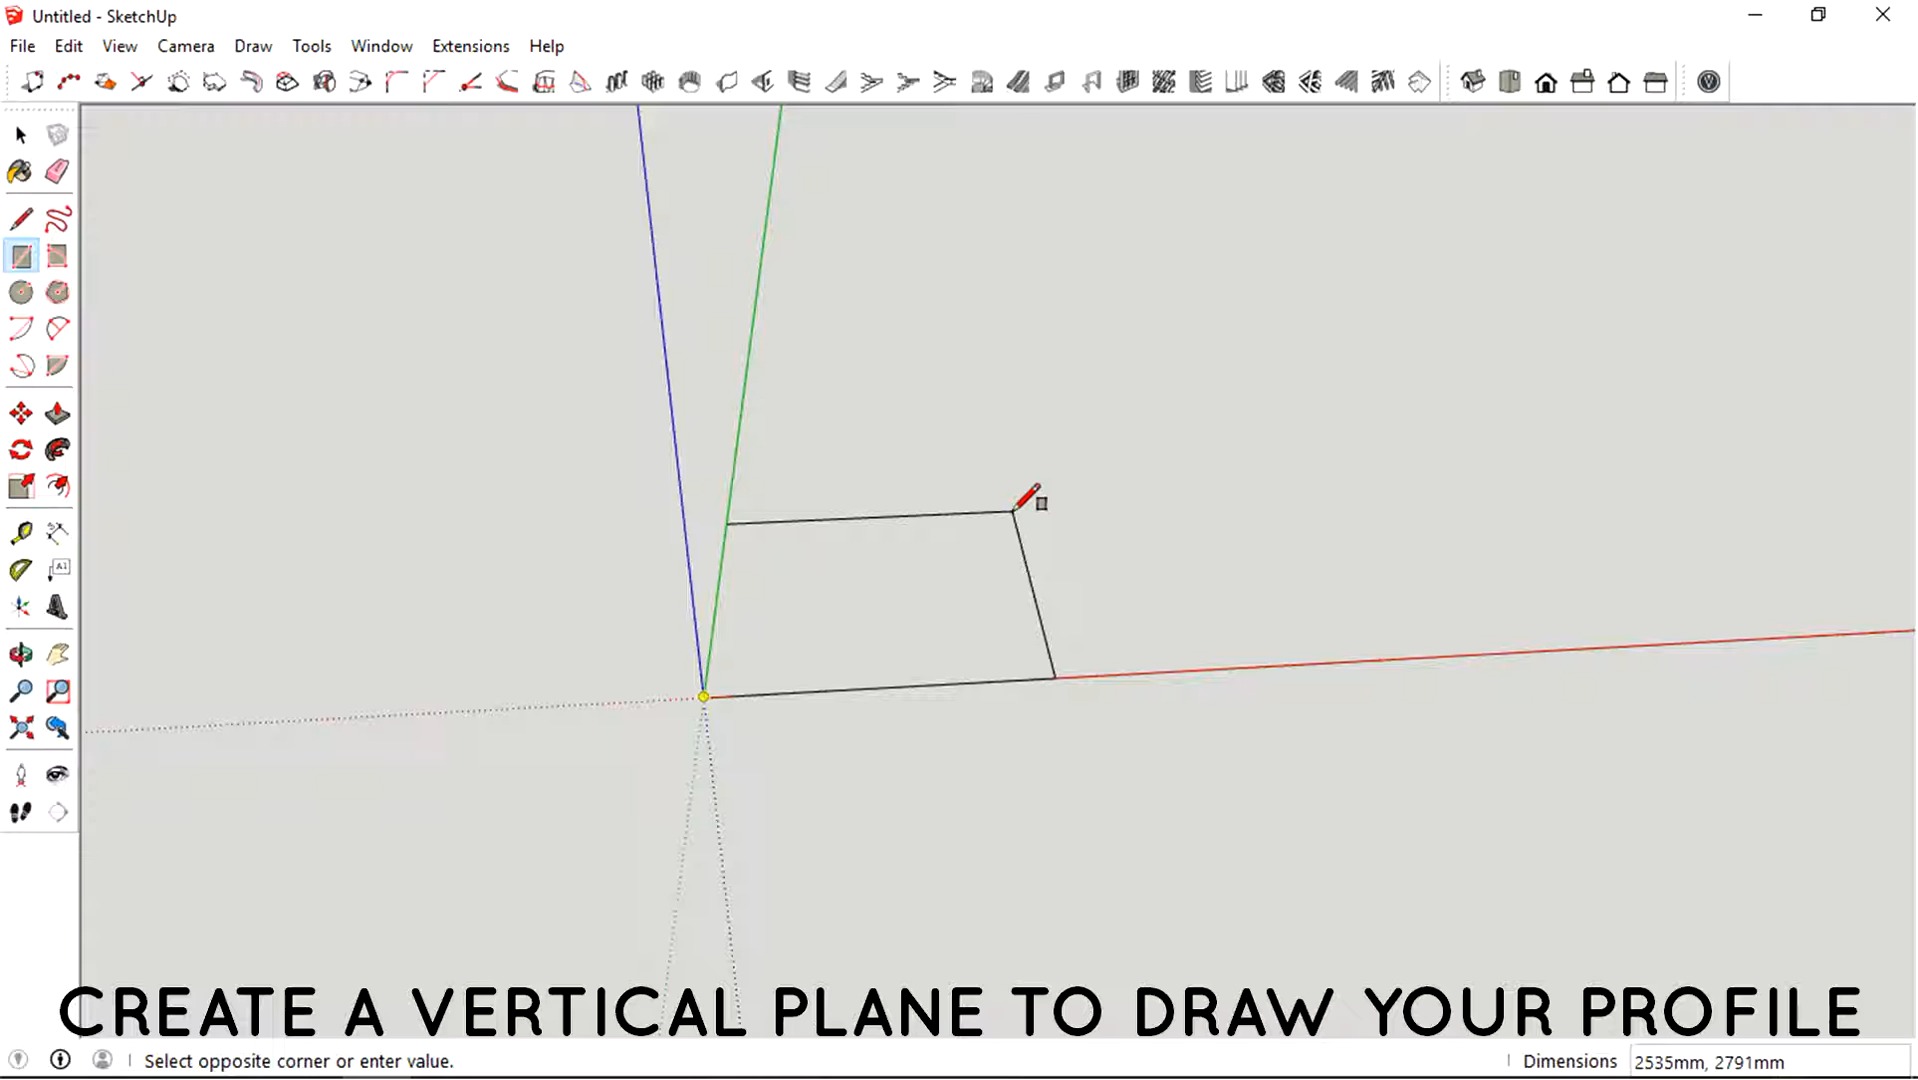 Untitled - SketchUp
File Edit View Camera Draw Tools Window Extensions Help
A1
CREATE A VERTICAL PLANE TO DRAW YOUR PROFILE
Select opposite corner or enter value. Dimensions 2535mm, 2791mm